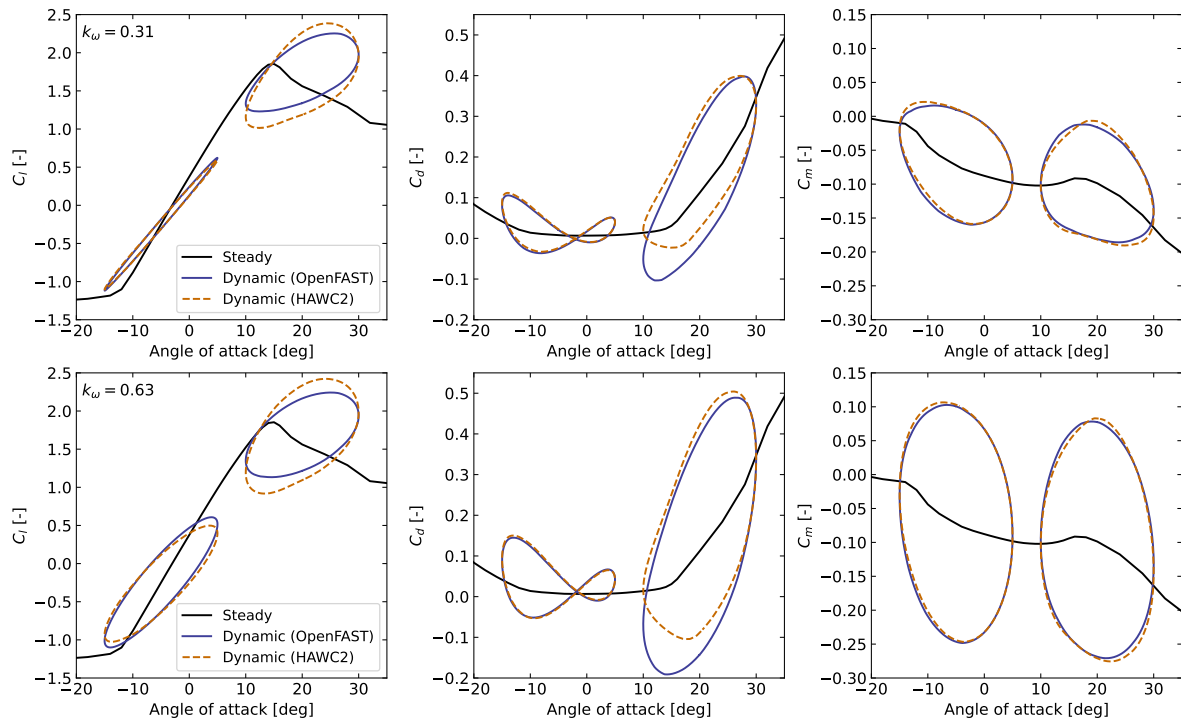 2.5
2.0
1.5
1.0
0.5
0.0
−0.5
−1.0
−1.5
C_l [-]
k_ω = 0.31
Steady
Dynamic (OpenFAST)
Dynamic (HAWC2)
−20 −10 0 10 20 30
Angle of attack [deg]
0.5
0.4
0.3
0.2
0.1
0.0
−0.1
−0.2
C_d [-]
−20 −10 0 10 20 30
Angle of attack [deg]
0.15
0.10
0.05
0.00
−0.05
−0.10
−0.15
−0.20
−0.25
−0.30
C_m [-]
−20 −10 0 10 20 30
Angle of attack [deg]
2.5
2.0
1.5
1.0
0.5
0.0
−0.5
−1.0
−1.5
C_l [-]
k_ω = 0.63
Steady
Dynamic (OpenFAST)
Dynamic (HAWC2)
−20 −10 0 10 20 30
Angle of attack [deg]
0.5
0.4
0.3
0.2
0.1
0.0
−0.1
−0.2
C_d [-]
−20 −10 0 10 20 30
Angle of attack [deg]
0.15
0.10
0.05
0.00
−0.05
−0.10
−0.15
−0.20
−0.25
−0.30
C_m [-]
−20 −10 0 10 20 30
Angle of attack [deg]